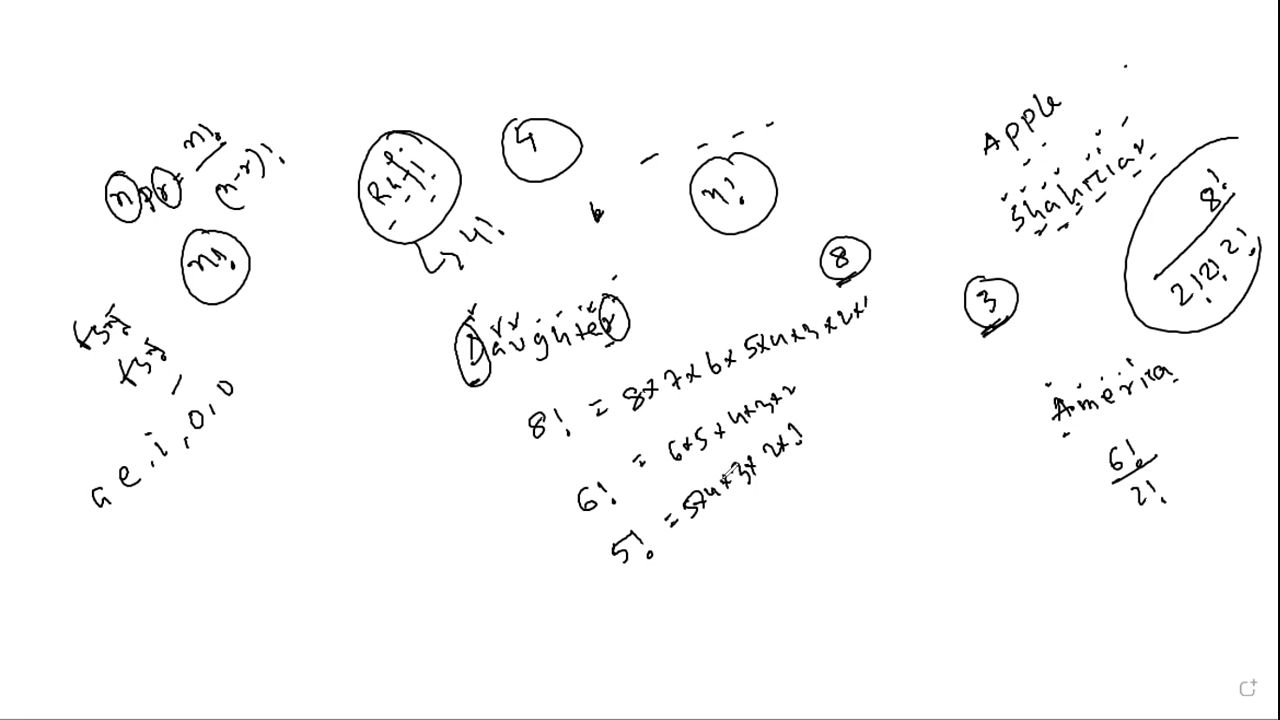 nPr = n!/(n-r)!
n!
a e, i, o, o
Rufi
4!
4
n!
Daughter
8
8! = 8×7×6×5×4×3×2×1
6! = 6×5×4×3×2
5! = 5×4×3×2×1
Apple
Shahriar
8!/2!2!2!
3
America
6!/2!